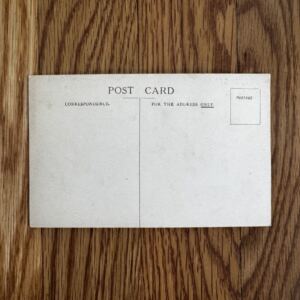 POST CARD
CORRESPONDENCE.
FOR THE ADDRESS ONLY.
POSTAGE